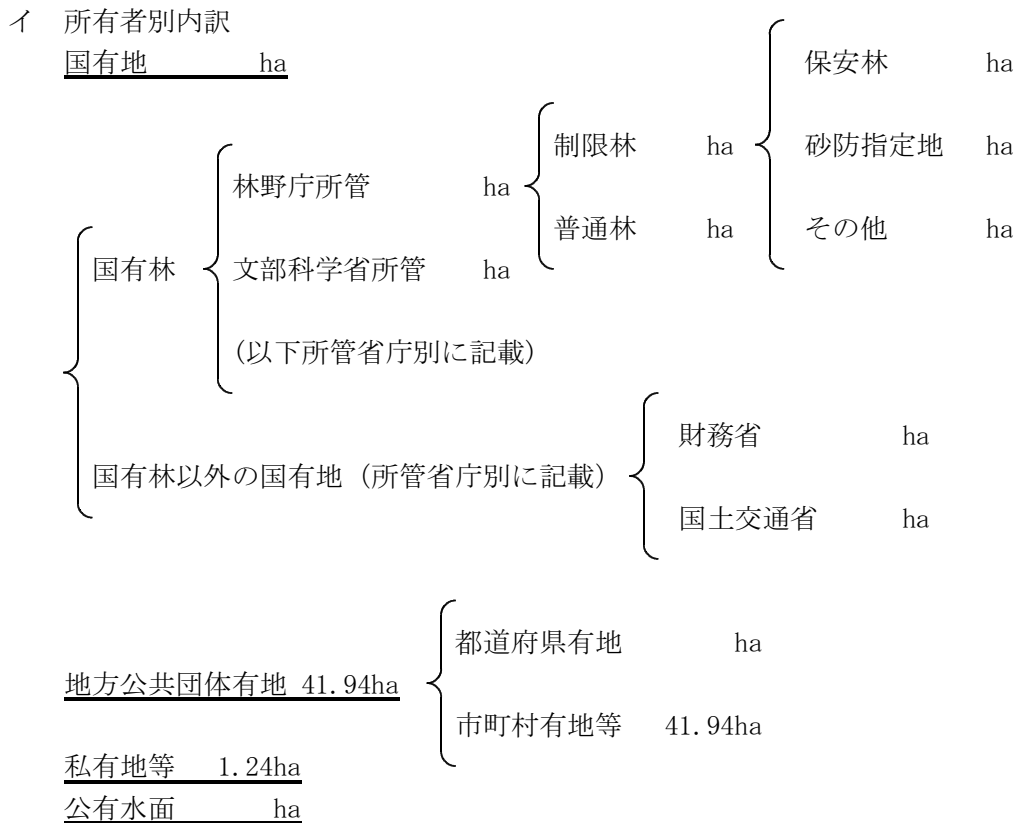 イ 所有者別内訳
国有地 ha
保安林 ha
制限林 ha
砂防指定地 ha
林野庁所管 ha
普通林 ha
その他 ha
国有林
文部科学省所管 ha
(以下所管省庁別に記載)
財務省 ha
国有林以外の国有地（所管省庁別に記載）
国土交通省 ha
都道府県有地 ha
地方公共団体有地 41.94ha
市町村有地等 41.94ha
私有地等 1.24ha
公有水面 ha